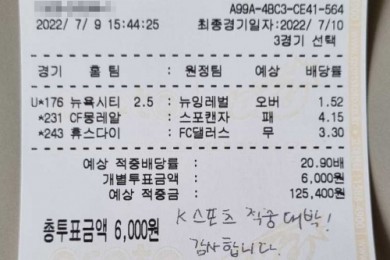 A99A-4BC3-CE41-564
2022/ 7/ 9 15:44:25 최종경기일자:2022/ 7/10
3경기 선택
경기 홈 팀 : 원정팀 예상 배당률
U*176 뉴욕시티 2.5 : 뉴잉레벌 오버 1.52
*231 CF몽레알 : 스포캔자 패 4.15
*243 휴스다이 : FC댈러스 무 3.30
예상 적중배당률 : 20.90배
개별투표금액 : 6,000원
예상 적중금 : 125,400원
총투표금액 6,000원
K스포츠 적중 대박!
감사합니다.